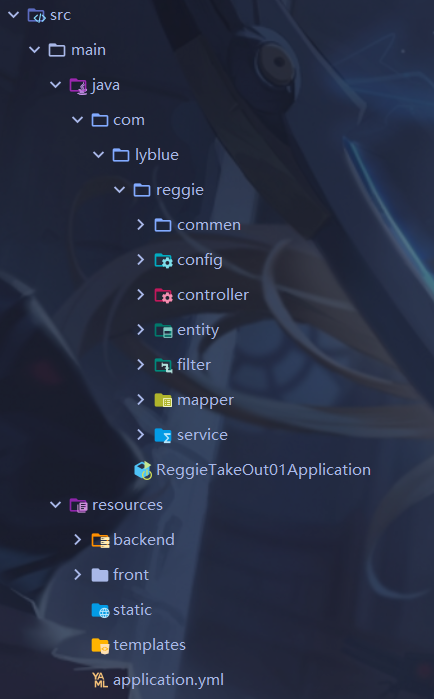 src
main
java
com
lyblue
reggie
commen
config
controller
entity
filter
mapper
service
ReggieTakeOut01Application
resources
backend
front
static
templates
application.yml